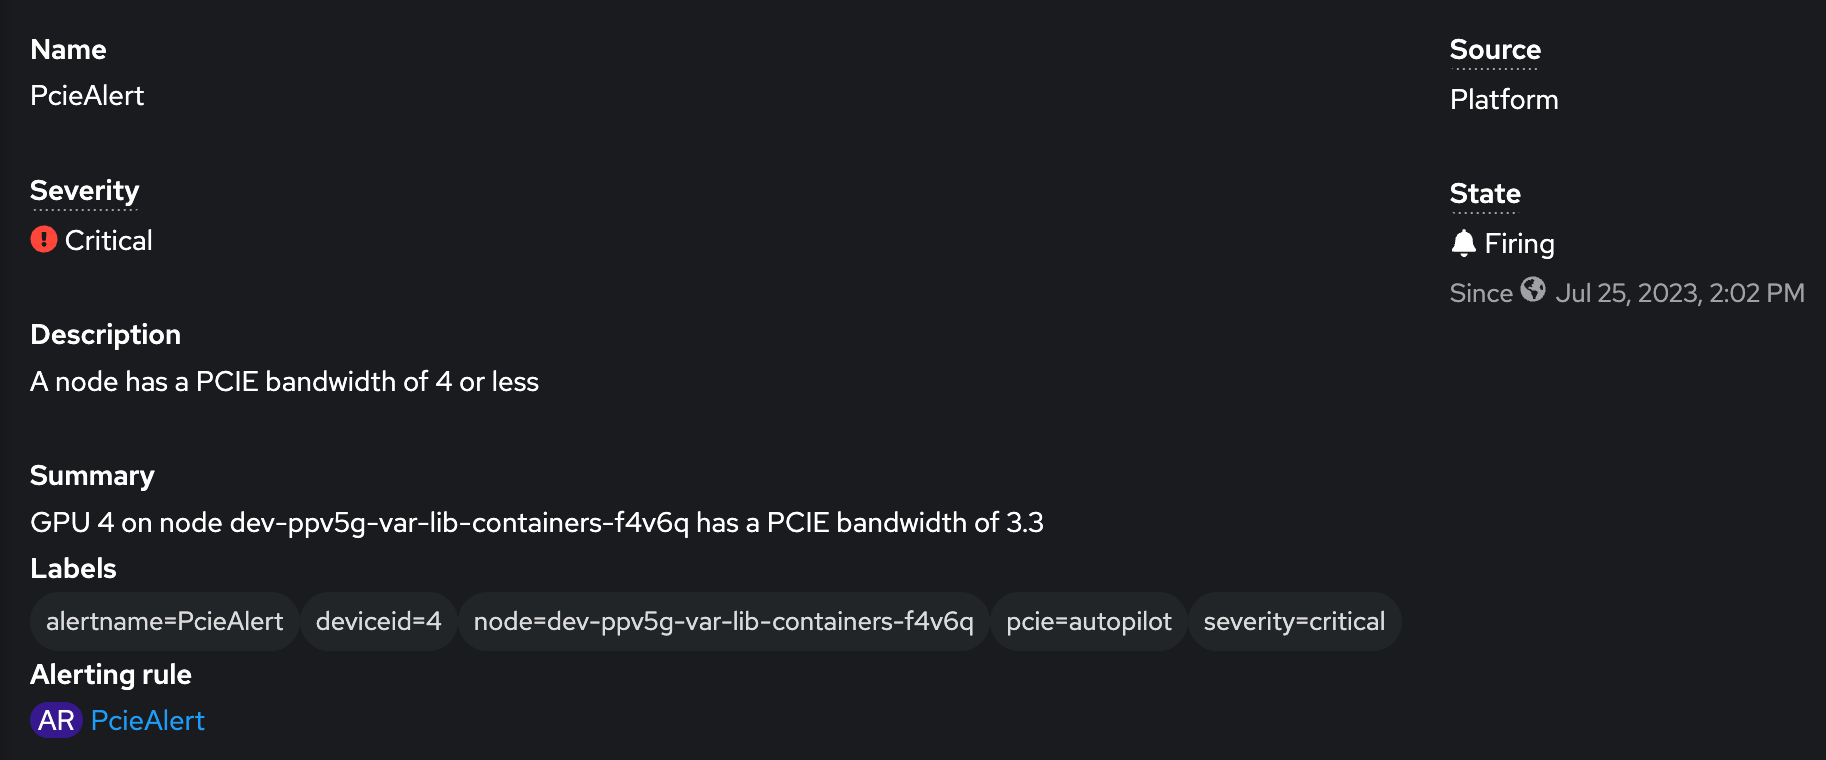 Name
PcieAlert
Source
Platform
Severity
Critical
State
Firing
Since Jul 25, 2023, 2:02 PM
Description
A node has a PCIE bandwidth of 4 or less
Summary
GPU 4 on node dev-ppv5g-var-lib-containers-f4v6q has a PCIE bandwidth of 3.3
Labels
alertname=PcieAlert deviceid=4 node=dev-ppv5g-var-lib-containers-f4v6q pcie=autopilot severity=critical
Alerting rule
AR PcieAlert